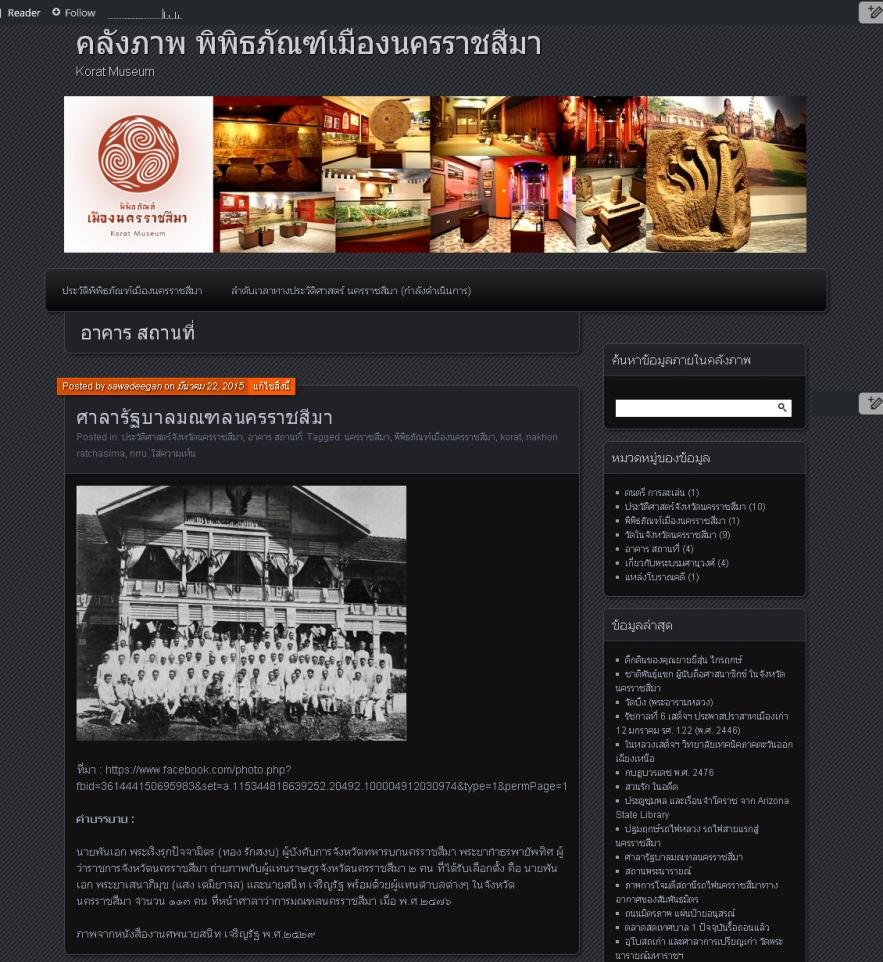 Reader Follow
คลังภาพ พิพิธภัณฑ์เมืองนครราชสีมา
Korat Museum
พิพิธภัณฑ์
เมืองนครราชสีมา
Korat Museum
ประวัติพิพิธภัณฑ์เมืองนครราชสีมา ลำดับเวลาทางประวัติศาสตร์ นครราชสีมา (กำลังดำเนินการ)
อาคาร สถานที่
Posted by sawadeegan on มีนาคม 22, 2015 แก้ไขสิ่งนี้
ศาลารัฐบาลมณฑลนครราชสีมา
Posted in: ประวัติศาสตร์จังหวัดนครราชสีมา, อาคาร สถานที่. Tagged: นครราชสีมา, พิพิธภัณฑ์เมืองนครราชสีมา, korat, nakhon
ratchasima, nrru. ใส่ความเห็น
ที่มา : https://www.facebook.com/photo.php?
fbid=361444150695983&set=a.115344818639252.20492.100004912030974&type=1&permPage=1
คำบรรยาย :
นายพันเอก พระเริงรุกปัจจามิตร (ทอง รักสงบ) ผู้บังคับการจังหวัดทหารบกนครราชสีมา พระยากำธรพายัพทิศ ผู้
ว่าราชการจังหวัดนครราชสีมา ถ่ายภาพกับผู้แทนราษฎรจังหวัดนครราชสีมา ๒ คน ที่ได้รับเลือกตั้ง คือ นายพัน
เอก พระยาเสนาภิมุข (แสง เตมิยาจล) และนายสนิท เจริญรัฐ พร้อมด้วยผู้แทนตำบลต่างๆ ในจังหวัด
นครราชสีมา จำนวน ๑๑๓ คน ที่หน้าศาลาว่าการมณฑลนครราชสีมา เมื่อ พ.ศ.๒๔๗๖
ภาพจากหนังสืองานศพนายสนิท เจริญรัฐ พ.ศ.๒๕๒๙
ค้นหาข้อมูลภายในคลังภาพ
หมวดหมู่ของข้อมูล
ดนตรี การละเล่น (1)
ประวัติศาสตร์จังหวัดนครราชสีมา (10)
พิพิธภัณฑ์เมืองนครราชสีมา (1)
วัดในจังหวัดนครราชสีมา (9)
อาคาร สถานที่ (4)
เกี่ยวกับพระบรมศานุวงศ์ (4)
แหล่งโบราณคดี (1)
ข้อมูลล่าสุด
ตึกดินของคุณยายยี่สุ่น ไกรฤกษ์
ชาติพันธุ์แขก ผู้นับถือศาสนาซิกข์ ในจังหวัด
นครราชสีมา
วัดบึง (พระอารามหลวง)
รัชกาลที่ 6 เสด็จฯ ประพาสปราสาทเมืองเก่า
12 มกราคม รศ. 122 (พ.ศ. 2446)
ในหลวงเสด็จฯ วิทยาลัยเทคนิคภาคตะวันออก
เฉียงเหนือ
กบฏบวรเดช พ.ศ. 2476
สวนรัก ในอดีต
ประตูชุมพล และเรือนจำโคราช จาก Arizona
State Library
ปฐมฤกษ์รถไฟหลวง รถไฟสายแรกสู่
นครราชสีมา
ศาลารัฐบาลมณฑลนครราชสีมา
สถานพระนารายณ์
ภาพการโจมตีสถานีรถไฟนครราชสีมาทาง
อากาศของสัมพันธมิตร
ถนนมิตรภาพ แผ่นป้ายอนุสรณ์
ตลาดสดเทศบาล 1 ปัจจุบันรื้อถอนแล้ว
อุโบสถเก่า และศาลาการเปรียญเก่า วัดพระ
นารายณ์มหาราชฯ